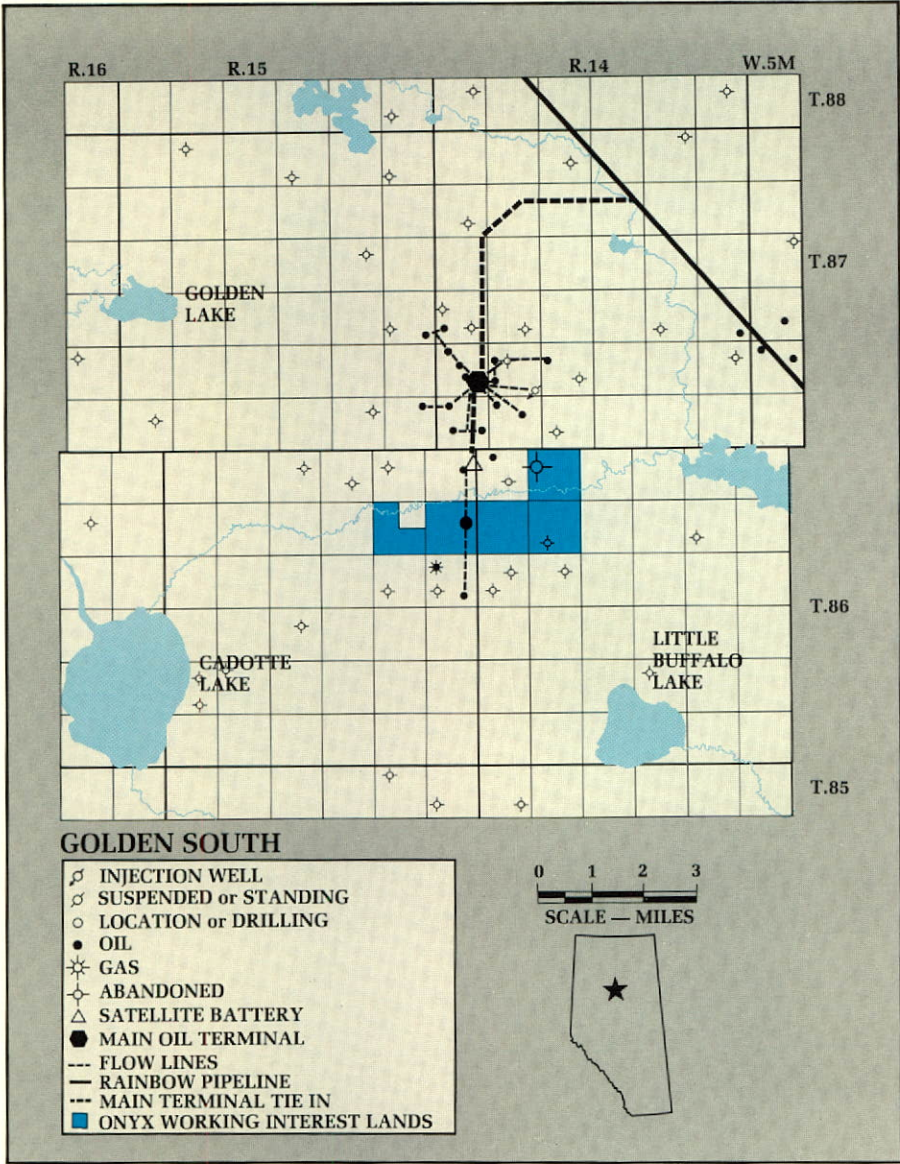 R.16 R.15 R.14 W.5M
T.88
T.87
GOLDEN
LAKE
T.86
CADOTTE
LAKE
LITTLE
BUFFALO
LAKE
T.85
GOLDEN SOUTH
INJECTION WELL
SUSPENDED or STANDING
LOCATION or DRILLING
OIL
GAS
ABANDONED
SATELLITE BATTERY
MAIN OIL TERMINAL
FLOW LINES
RAINBOW PIPELINE
MAIN TERMINAL TIE IN
ONYX WORKING INTEREST LANDS
0 1 2 3
SCALE — MILES